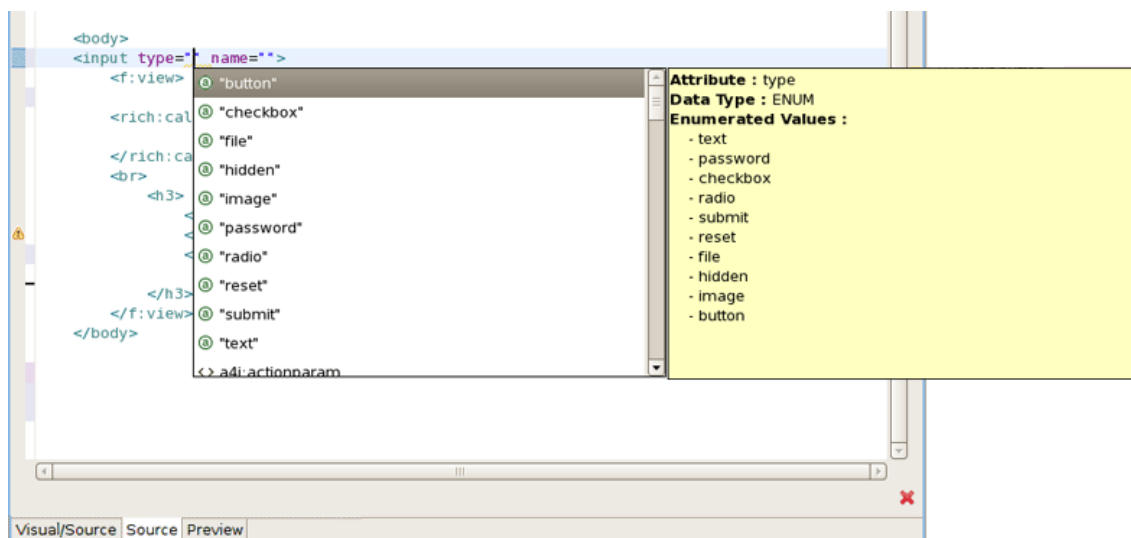 <body>
<input type="" name="">
<f:view>
<rich:cal
</rich:ca
<br>
<h3>
<
<
<
</h3>
</f:view>
</body>
"button"
"checkbox"
"file"
"hidden"
"image"
"password"
"radio"
"reset"
"submit"
"text"
<> a4j:actionparam
Attribute : type
Data Type : ENUM
Enumerated Values :
- text
- password
- checkbox
- radio
- submit
- reset
- file
- hidden
- image
- button
Visual/Source Source Preview